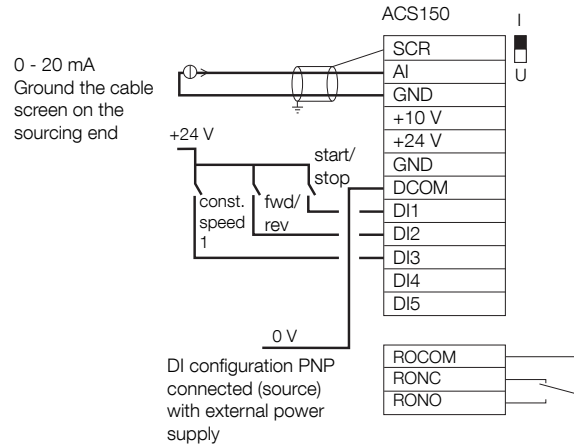 ACS150
I
U
0 - 20 mA
Ground the cable
screen on the
sourcing end
SCR
AI
GND
+10 V
+24 V
GND
DCOM
DI1
DI2
DI3
DI4
DI5
+24 V
start/
stop
fwd/
rev
const.
speed
1
0 V
DI configuration PNP
connected (source)
with external power
supply
ROCOM
RONC
RONO